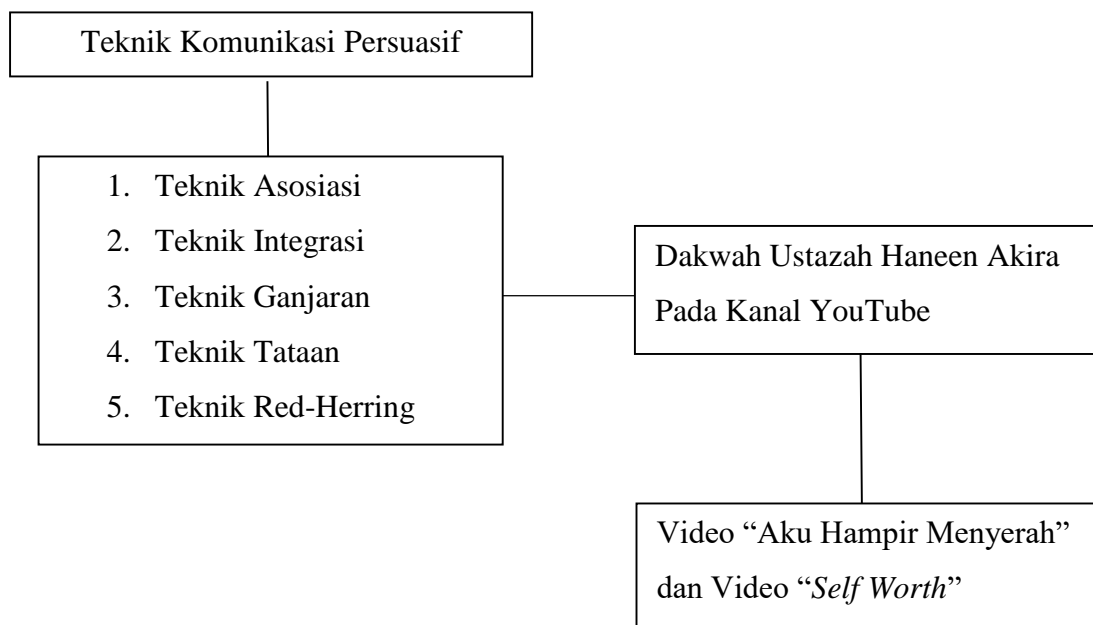 Teknik Komunikasi Persuasif
1. Teknik Asosiasi
2. Teknik Integrasi
3. Teknik Ganjaran
4. Teknik Tataan
5. Teknik Red-Herring
Dakwah Ustazah Haneen Akira
Pada Kanal YouTube
Video “Aku Hampir Menyerah”
dan Video “Self Worth”